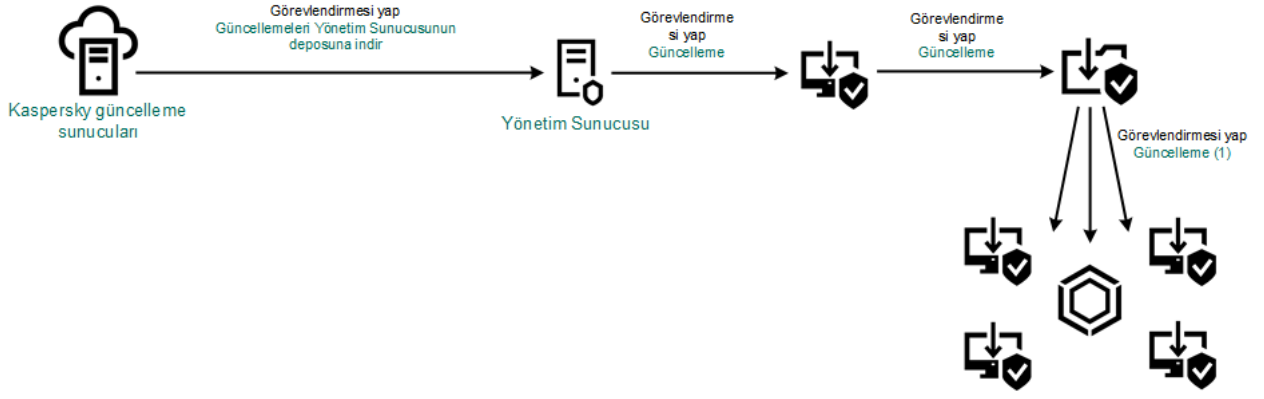 Görevlendirmesi yap
Güncellemeleri Yönetim Sunucusunun
deposuna indir
Kaspersky güncelleme
sunucuları
Yönetim Sunucusu
Görevlendirme
si yap
Güncelleme
Görevlendirme
si yap
Güncelleme
Görevlendirmesi yap
Güncelleme (1)